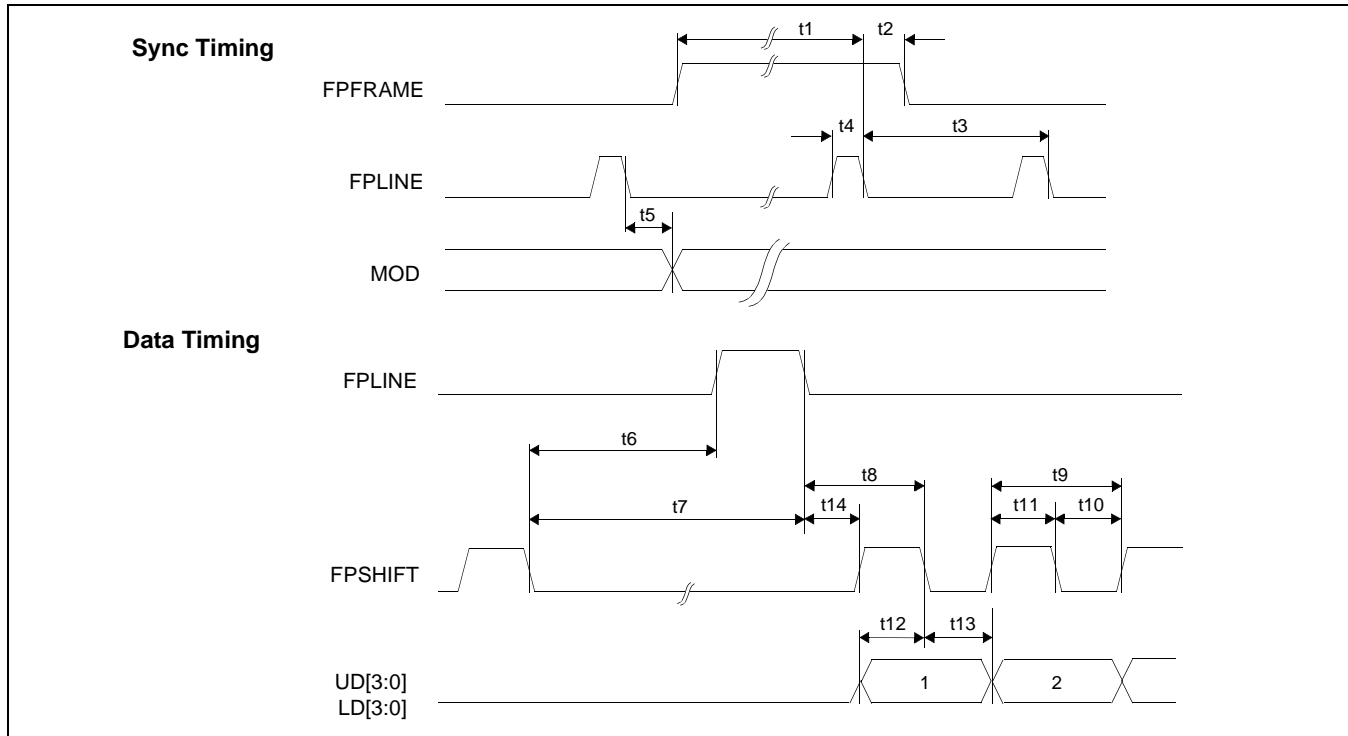 Sync Timing
t1 t2
FPFRAME
t4 t3
FPLINE
t5
MOD
Data Timing
FPLINE
t6
t8 t9
t7 t14 t11 t10
FPSHIFT
t12 t13
UD[3:0] 1 2
LD[3:0]